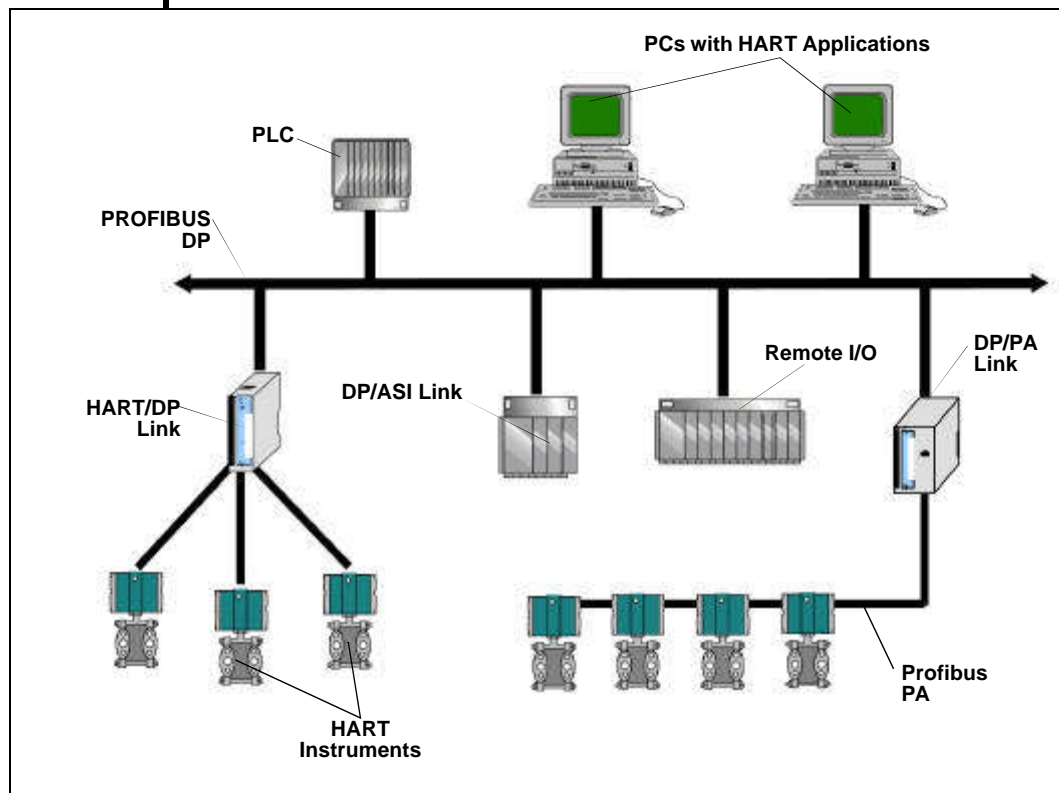 PCs with HART Applications
PLC
PROFIBUS
DP
DP/PA
Link
Remote I/O
DP/ASI Link
HART/DP
Link
Profibus
PA
HART
Instruments